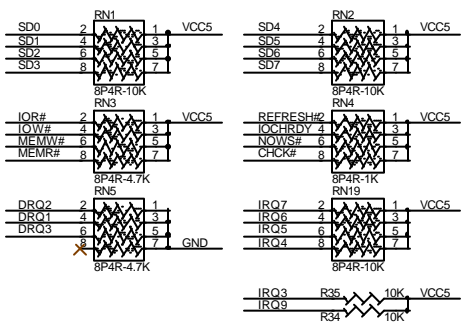 RN1
SD0 2 1 VCC5
SD1 4 3
SD2 6 5
SD3 8 7
8P4R-10K
RN2
SD4 2 1 VCC5
SD5 4 3
SD6 6 5
SD7 8 7
8P4R-10K
RN3
IOR# 2 1 VCC5
IOW# 4 3
MEMW# 6 5
MEMR# 8 7
8P4R-4.7K
RN4
REFRESH# 2 1 VCC5
IOCHRDY 4 3
NOWS# 6 5
CHCK# 8 7
8P4R-1K
RN5
DRQ2 2 1
DRQ1 4 3
DRQ3 6 5
8 7 GND
8P4R-4.7K
RN19
IRQ7 2 1 VCC5
IRQ6 4 3
IRQ5 6 5
IRQ4 8 7
8P4R-10K
IRQ3 R35 10K VCC5
IRQ9 R34 10K